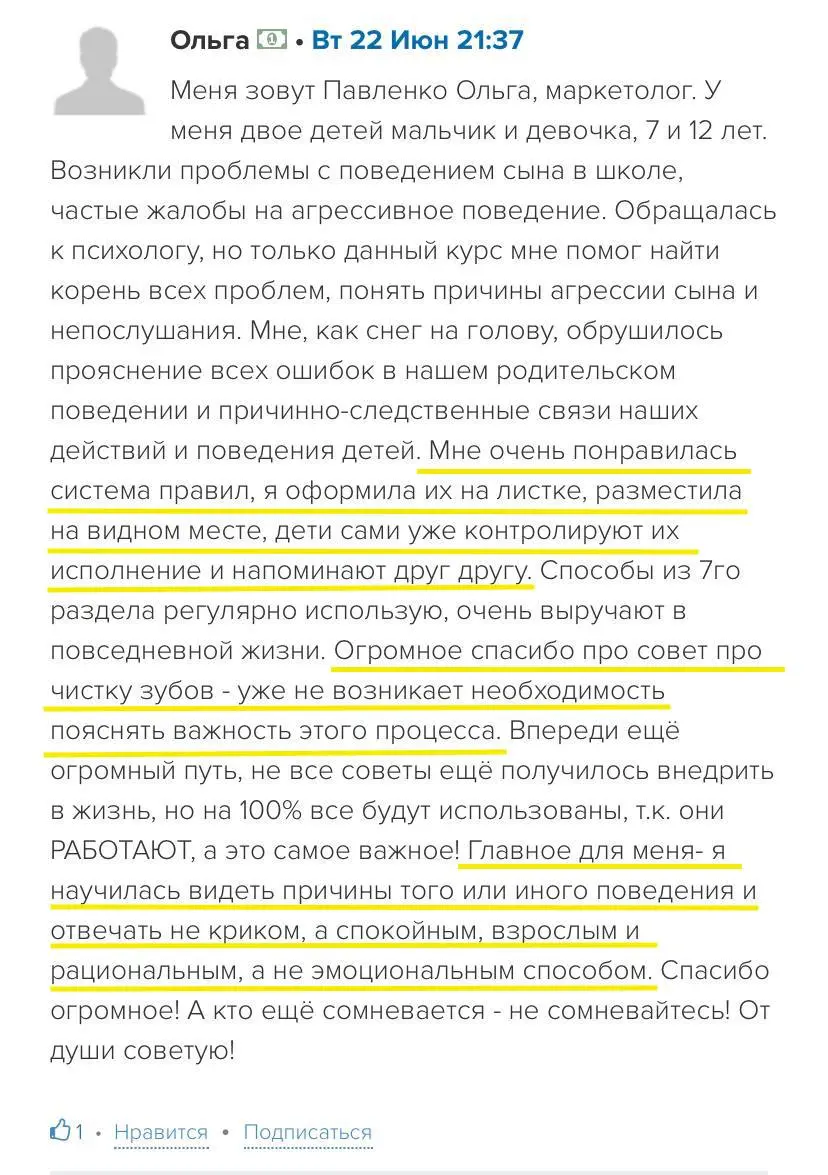 Ольга • Вт 22 Июн 21:37
Меня зовут Павленко Ольга, маркетолог. У
меня двое детей мальчик и девочка, 7 и 12 лет.
Возникли проблемы с поведением сына в школе,
частые жалобы на агрессивное поведение. Обращалась
к психологу, но только данный курс мне помог найти
корень всех проблем, понять причины агрессии сына и
непослушания. Мне, как снег на голову, обрушилось
прояснение всех ошибок в нашем родительском
поведении и причинно-следственные связи наших
действий и поведения детей. Мне очень понравилась
система правил, я оформила их на листке, разместила
на видном месте, дети сами уже контролируют их
исполнение и напоминают друг другу. Способы из 7го
раздела регулярно использую, очень выручают в
повседневной жизни. Огромное спасибо про совет про
чистку зубов - уже не возникает необходимость
пояснять важность этого процесса. Впереди ещё
огромный путь, не все советы ещё получилось внедрить
в жизнь, но на 100% все будут использованы, т.к. они
РАБОТАЮТ, а это самое важное! Главное для меня- я
научилась видеть причины того или иного поведения и
отвечать не криком, а спокойным, взрослым и
рациональным, а не эмоциональным способом. Спасибо
огромное! А кто ещё сомневается - не сомневайтесь! От
души советую!
1 • Нравится • Подписаться